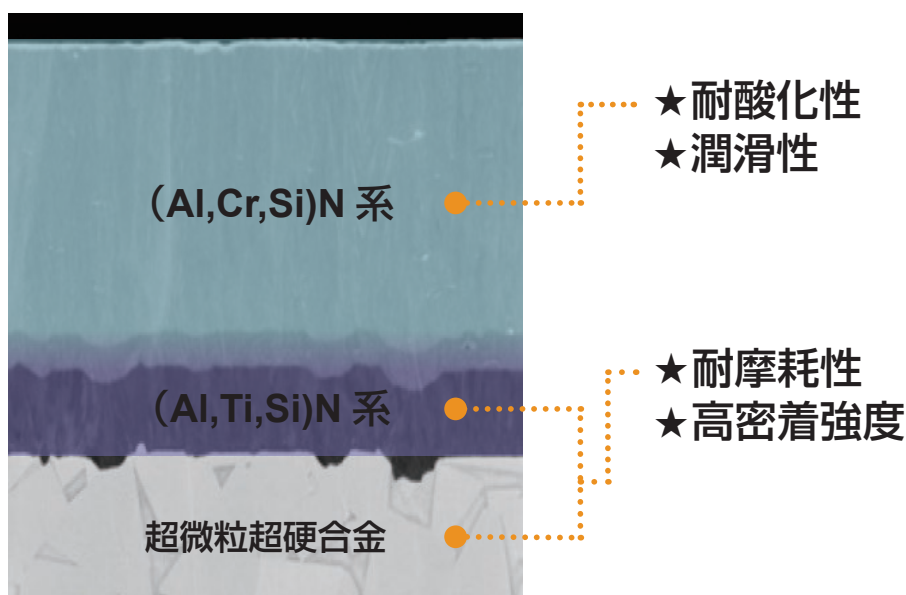 ★耐酸化性
★潤滑性
（Al,Cr,Si)N 系
★耐摩耗性
★高密着強度
（Al,Ti,Si)N 系
超微粒超硬合金